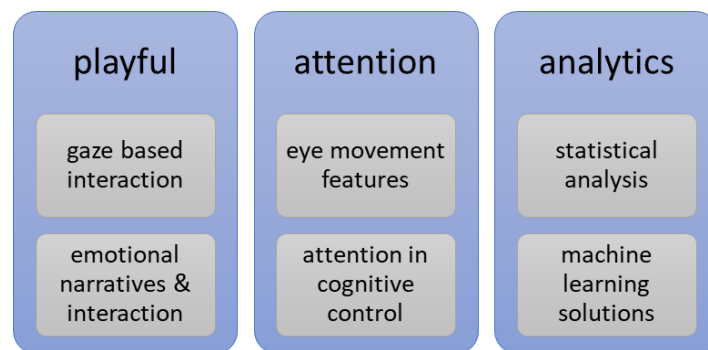 playful
gaze based
interaction
emotional
narratives &
interaction
attention
eye movement
features
attention in
cognitive
control
analytics
statistical
analysis
machine
learning
solutions